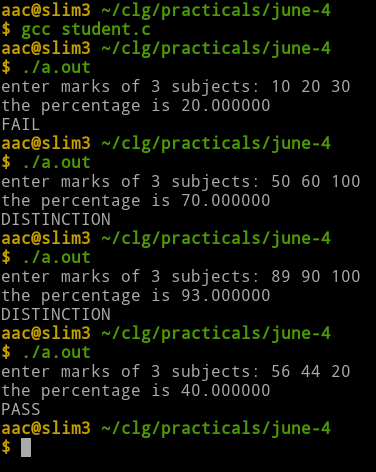 aac@slim3 ~/clg/practicals/june-4
$ gcc student.c
aac@slim3 ~/clg/practicals/june-4
$ ./a.out
enter marks of 3 subjects: 10 20 30
the percentage is 20.000000
FAIL
aac@slim3 ~/clg/practicals/june-4
$ ./a.out
enter marks of 3 subjects: 50 60 100
the percentage is 70.000000
DISTINCTION
aac@slim3 ~/clg/practicals/june-4
$ ./a.out
enter marks of 3 subjects: 89 90 100
the percentage is 93.000000
DISTINCTION
aac@slim3 ~/clg/practicals/june-4
$ ./a.out
enter marks of 3 subjects: 56 44 20
the percentage is 40.000000
PASS
aac@slim3 ~/clg/practicals/june-4
$